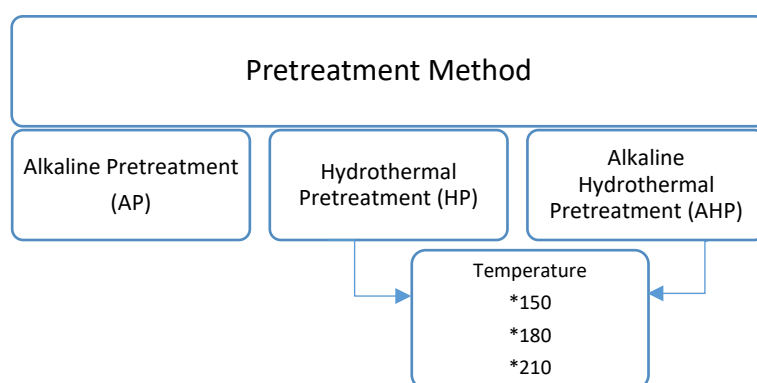 Pretreatment Method
Alkaline Pretreatment
(AP)
Hydrothermal
Pretreatment (HP)
Alkaline
Hydrothermal
Pretreatment (AHP)
Temperature
*150
*180
*210